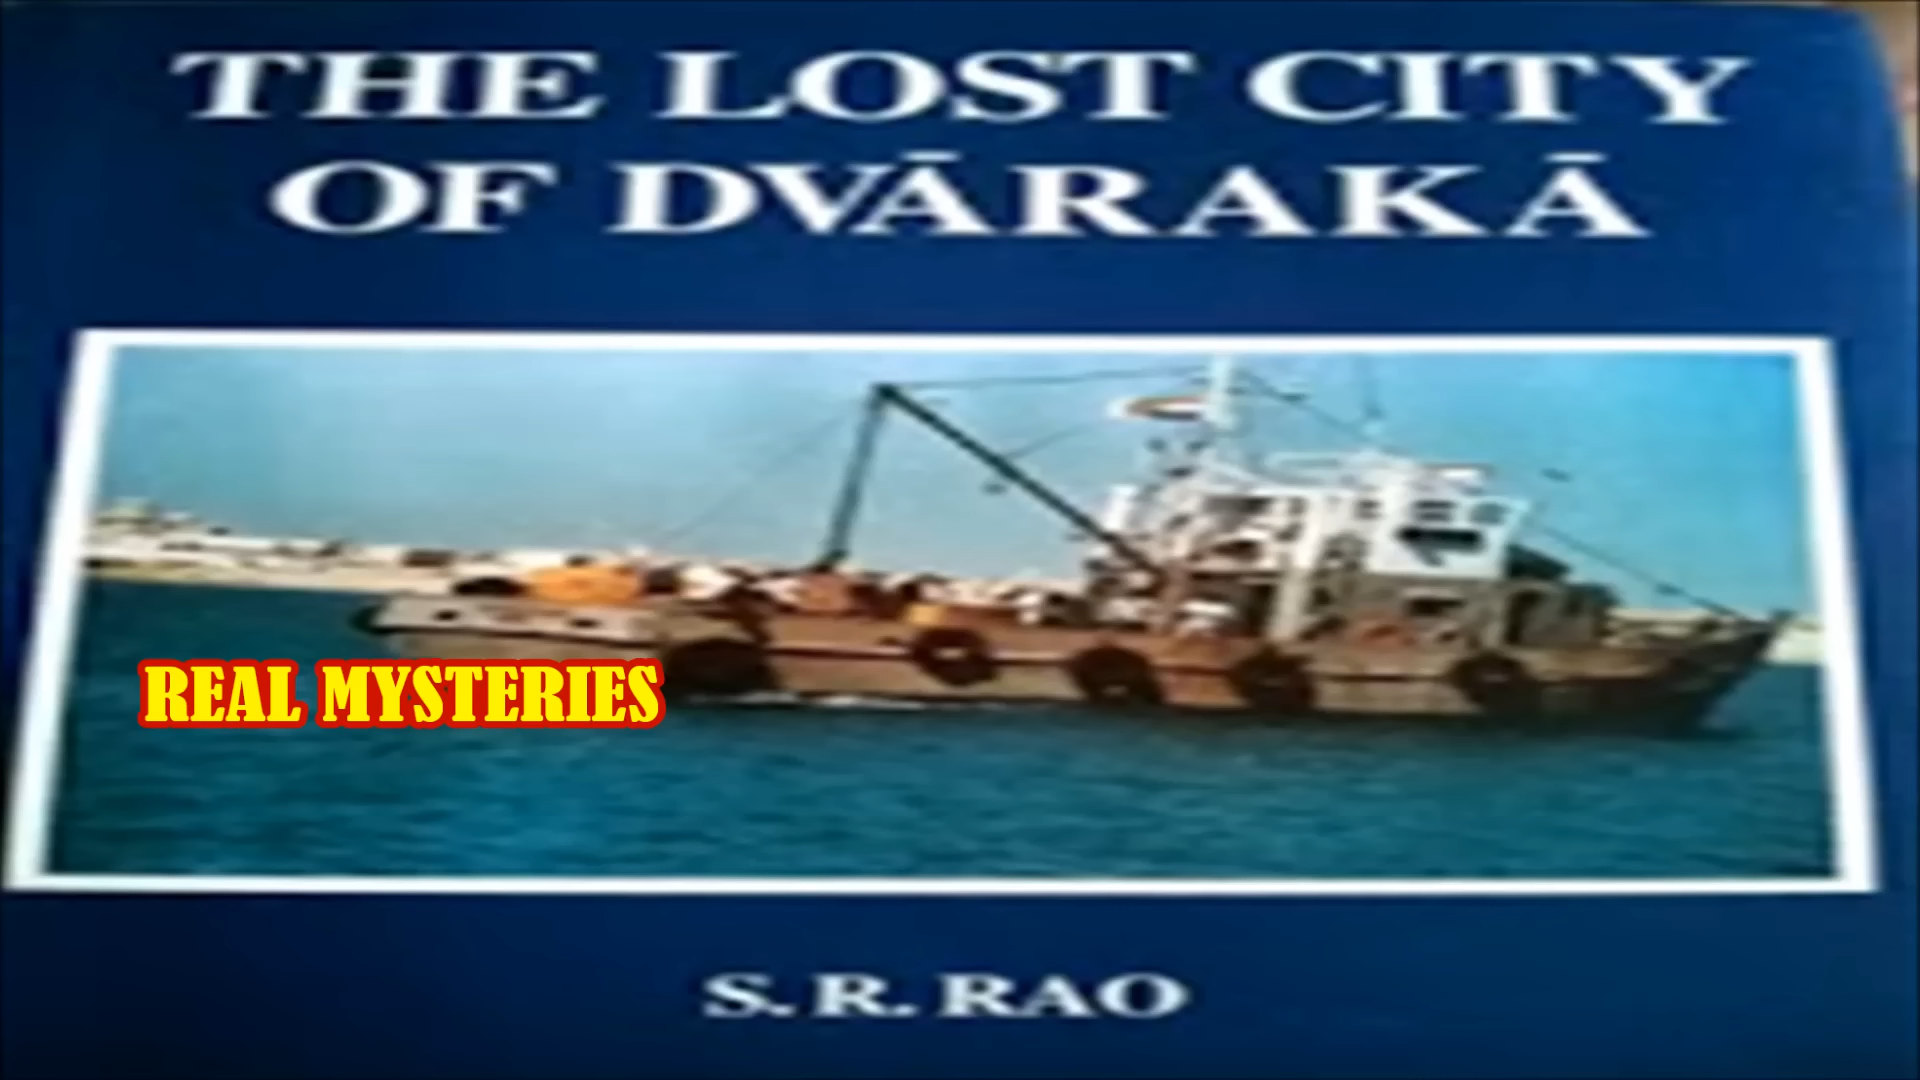 THE LOST CITY
OF DVĀRAKĀ
REAL MYSTERIES
S. R. RAO